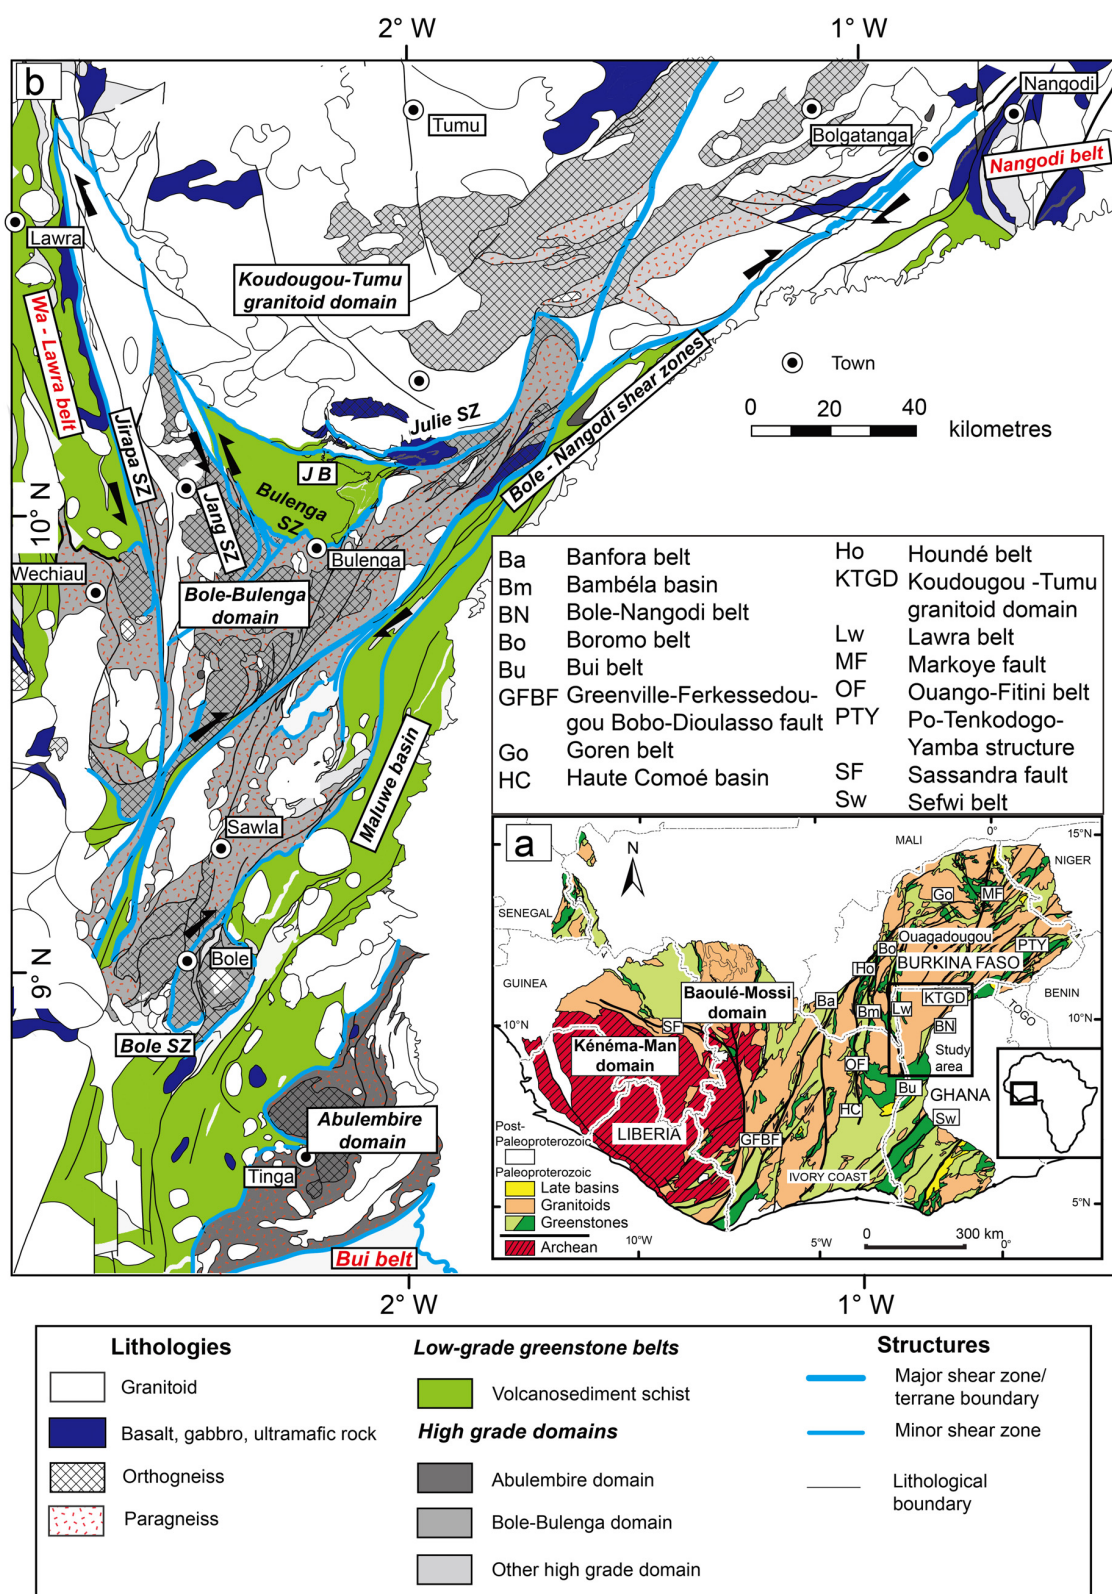 2° W
1° W
b
Nangodi
Tumu
Bolgatanga
Nangodi belt
Lawra
Koudougou-Tumu
granitoid domain
Wa - Lawra belt
Town
0 20 40
kilometres
Julie SZ
Bole - Nangodi shear zones
Jirapa SZ
J B
Bulenga
SZ
Jang SZ
10° N
Bulenga
Wechiau
Bole-Bulenga
domain
Ba Banfora belt
Bm Bambéla basin
BN Bole-Nangodi belt
Bo Boromo belt
Bu Bui belt
GFBF Greenville-Ferkessedou-
gou Bobo-Dioulasso fault
Go Goren belt
HC Haute Comoé basin
Ho Houndé belt
KTGD Koudougou -Tumu
granitoid domain
Lw Lawra belt
MF Markoye fault
OF Ouango-Fitini belt
PTY Po-Tenkodogo-
Yamba structure
SF Sassandra fault
Sw Sefwi belt
Maluwe basin
Sawla
Bole
9° N
Bole SZ
Abulembire
domain
Tinga
Bui belt
a
N
0°
15°N
MALI
NIGER
SENEGAL
Go
MF
Ouagadougou
PTY
Bo
BURKINA FASO
Ho
GUINEA
Baoulé-Mossi
domain
Ba
Bm
Lw
KTGD
BENIN
TOGO
10°N
SF
BN
10°N
Kénéma-Man
domain
Study
area
OF
Bu
GHANA
HC
Sw
Post-
Paleoproterozoic
LIBERIA
GFBF
Paleoproterozoic
IVORY COAST
Late basins
Granitoids
Greenstones
Archean
5°N
0 300 km
10°W
5°W
0°
2° W
1° W
Lithologies
Granitoid
Basalt, gabbro, ultramafic rock
Orthogneiss
Paragneiss
Low-grade greenstone belts
Volcanosediment schist
High grade domains
Abulembire domain
Bole-Bulenga domain
Other high grade domain
Structures
Major shear zone/
terrane boundary
Minor shear zone
Lithological
boundary